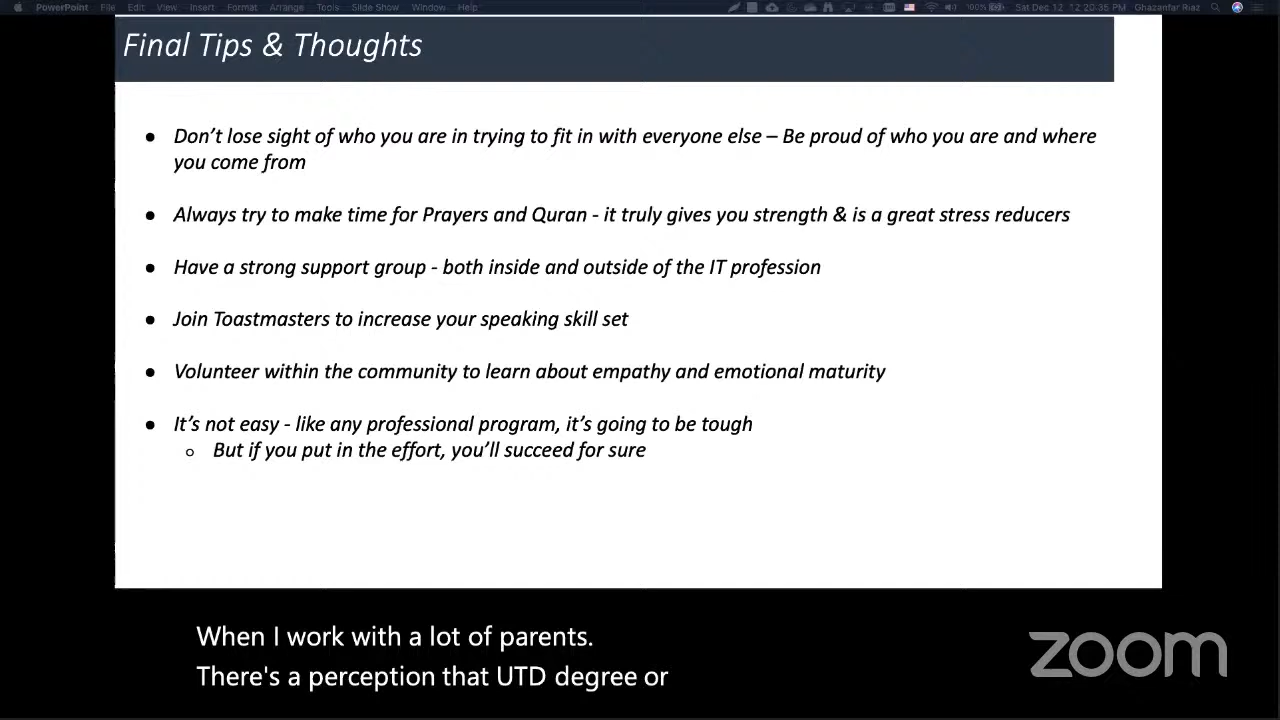 PowerPoint File Edit View Insert Format Arrange Tools Slide Show Window Help 100% Sat Dec 12 12:20:35 PM Ghazanfar Riaz
Final Tips & Thoughts
● Don’t lose sight of who you are in trying to fit in with everyone else – Be proud of who you are and where
you come from
● Always try to make time for Prayers and Quran - it truly gives you strength & is a great stress reducers
● Have a strong support group - both inside and outside of the IT profession
● Join Toastmasters to increase your speaking skill set
● Volunteer within the community to learn about empathy and emotional maturity
● It’s not easy - like any professional program, it’s going to be tough
○ But if you put in the effort, you’ll succeed for sure
When I work with a lot of parents.
There's a perception that UTD degree or
zoom